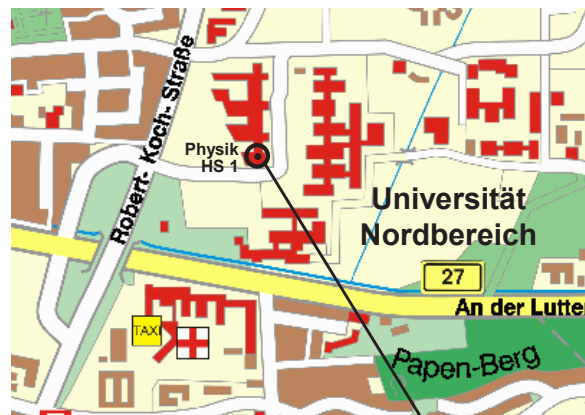 Robert- Koch- Straße
Physik
HS 1
Universität
Nordbereich
27
An der Lutter
TAXI
Papen-Berg